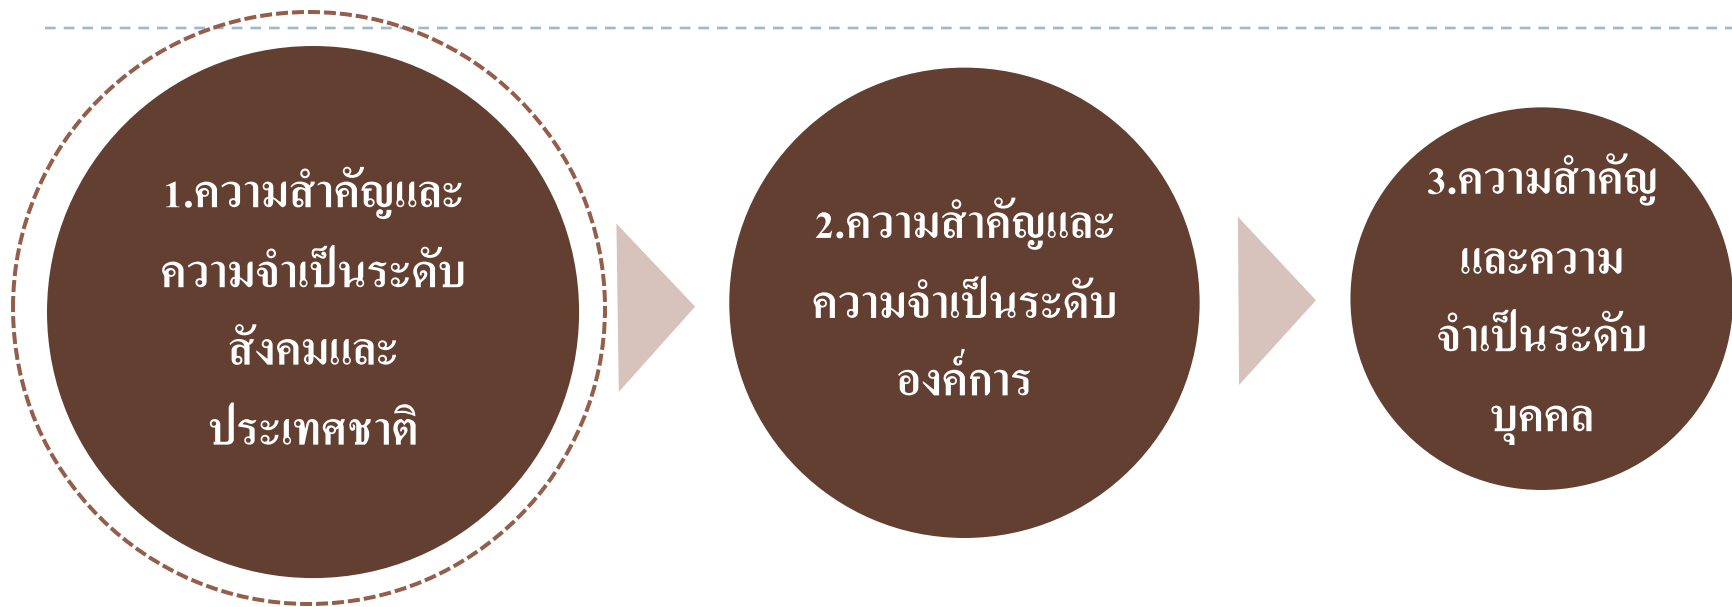 1.ความสำคัญและ
ความจำเป็นระดับ
สังคมและ
ประเทศชาติ
2.ความสำคัญและ
ความจำเป็นระดับ
องค์การ
3.ความสำคัญ
และความ
จำเป็นระดับ
บุคคล